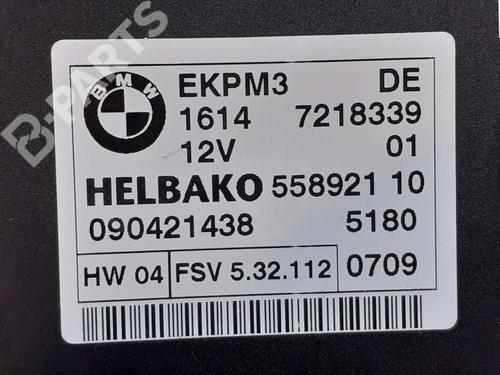 B-PARTS
BMW
EKPM3 DE
1614 7218339
12V 01
HELBAKO 558921 10
090421438 5180
HW 04 FSV 5.32.112 0709